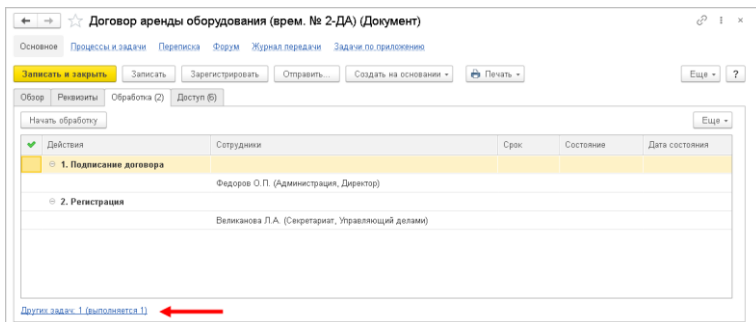 Договор аренды оборудования (врем. № 2-ДА) (Документ)
Основное Процессы и задачи Переписка Форум Журнал передачи Задачи по приложению
Записать и закрыть Записать Зарегистрировать Отправить... Создать на основании Печать Еще ?
Обзор Реквизиты Обработка (2) Доступ (6)
Начать обработку Еще
Действия Сотрудники Срок Состояние Дата состояния
1. Подписание договора
Федоров О.П. (Администрация, Директор)
2. Регистрация
Великанова Л.А. (Секретариат, Управляющий делами)
Других задач: 1 (выполняется 1)